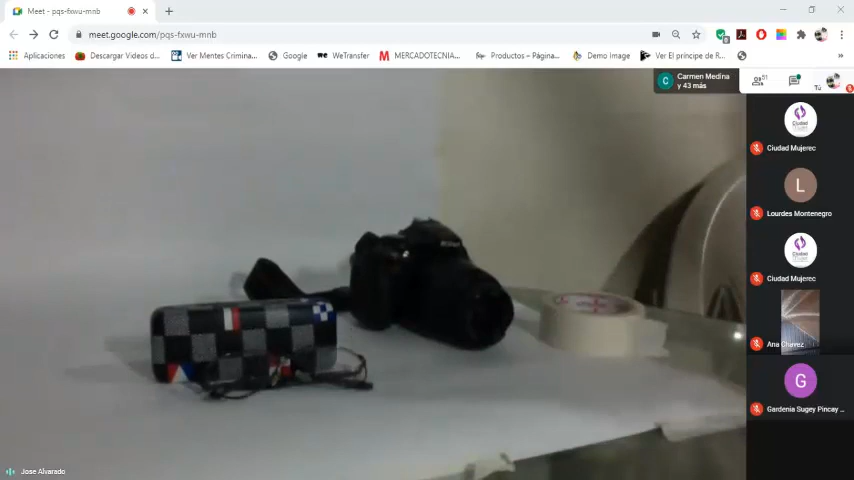 Meet - pqs-fxwu-mnb
meet.google.com/pqs-fxwu-mnb
Aplicaciones
Descargar Videos d...
Ver Mentes Crimina...
Google
WeTransfer
MERCADOTECNIA...
Productos – Página...
Demo Image
Ver El príncipe de R...
»
Carmen Medina
y 43 más
C
51
Tú
Ciudad Mujerec
L
Lourdes Montenegro
Ciudad Mujerec
Ana Chavez
G
Gardenia Sugey Pincay ...
Jose Alvarado